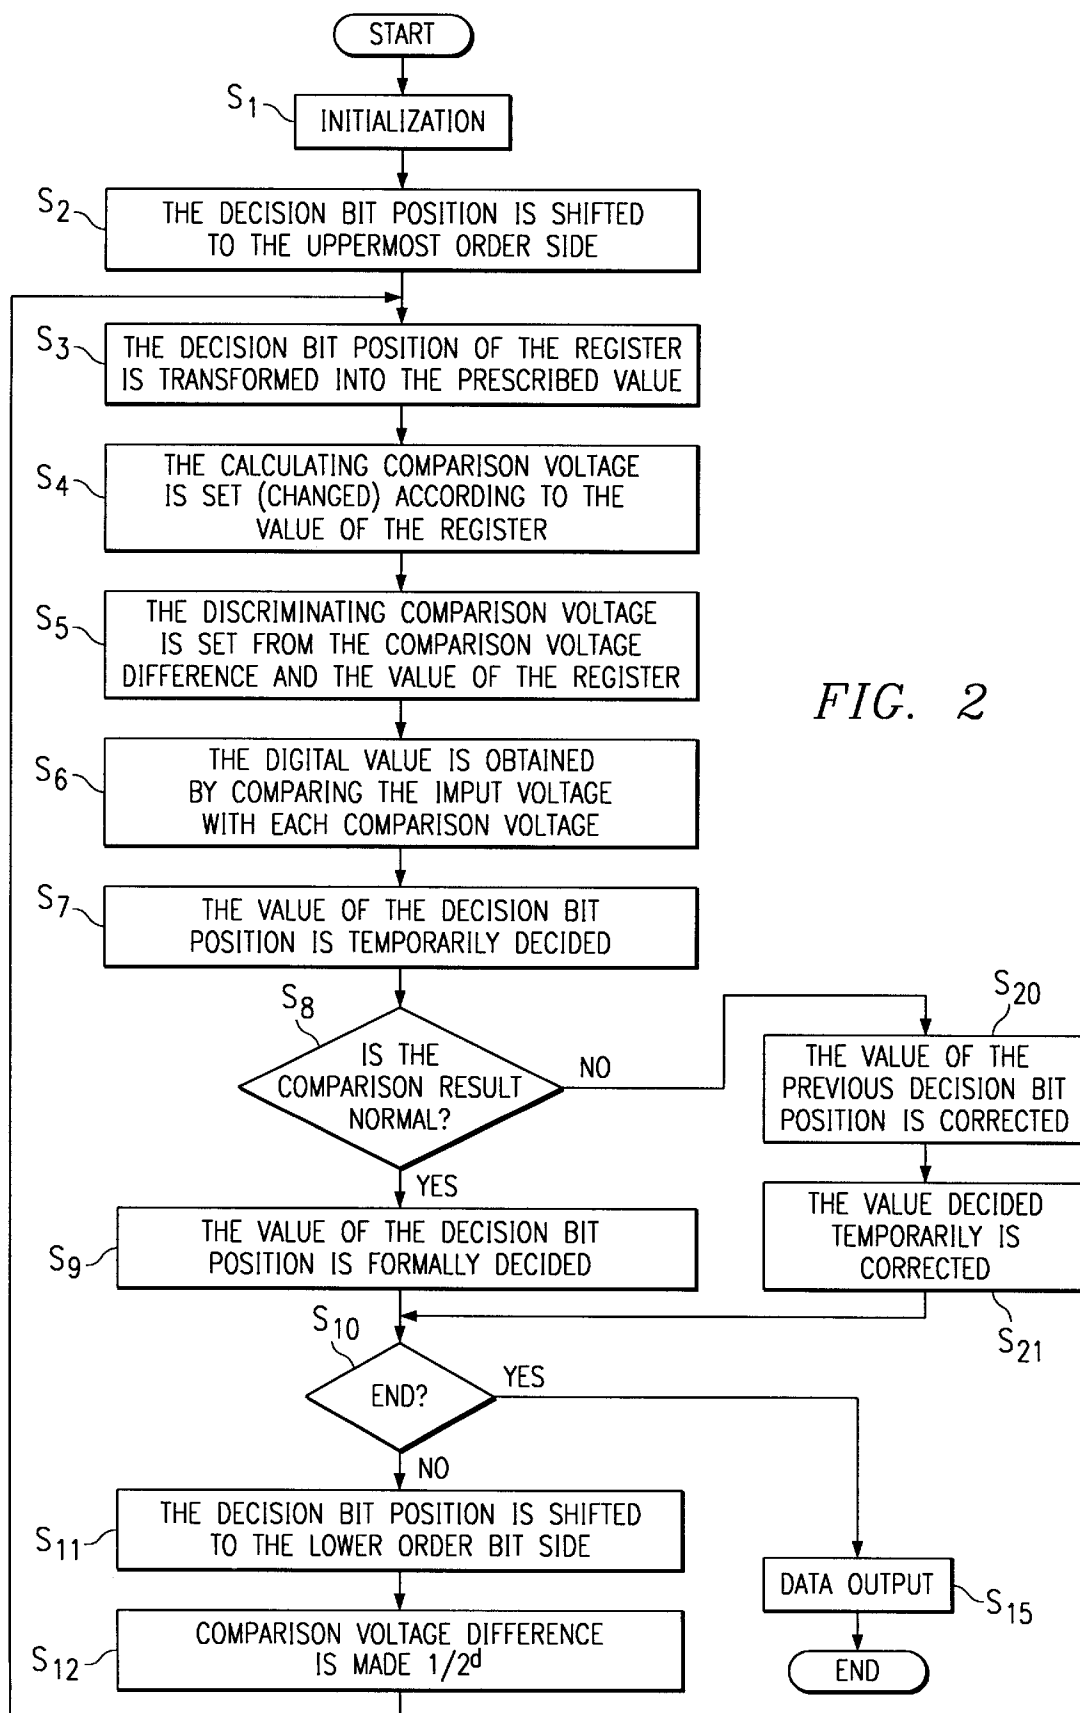 START
S1
INITIALIZATION
S2
THE DECISION BIT POSITION IS SHIFTED
TO THE UPPERMOST ORDER SIDE
S3
THE DECISION BIT POSITION OF THE REGISTER
IS TRANSFORMED INTO THE PRESCRIBED VALUE
S4
THE CALCULATING COMPARISON VOLTAGE
IS SET (CHANGED) ACCORDING TO THE
VALUE OF THE REGISTER
S5
THE DISCRIMINATING COMPARISON VOLTAGE
IS SET FROM THE COMPARISON VOLTAGE
DIFFERENCE AND THE VALUE OF THE REGISTER
FIG. 2
S6
THE DIGITAL VALUE IS OBTAINED
BY COMPARING THE IMPUT VOLTAGE
WITH EACH COMPARISON VOLTAGE
S7
THE VALUE OF THE DECISION BIT
POSITION IS TEMPORARILY DECIDED
S8
IS THE
COMPARISON RESULT
NORMAL?
NO
S20
THE VALUE OF THE
PREVIOUS DECISION BIT
POSITION IS CORRECTED
YES
THE VALUE DECIDED
TEMPORARILY IS
CORRECTED
S21
S9
THE VALUE OF THE DECISION BIT
POSITION IS FORMALLY DECIDED
S10
END?
YES
NO
S11
THE DECISION BIT POSITION IS SHIFTED
TO THE LOWER ORDER BIT SIDE
DATA OUTPUT
S15
S12
COMPARISON VOLTAGE DIFFERENCE
IS MADE 1/2^d
END